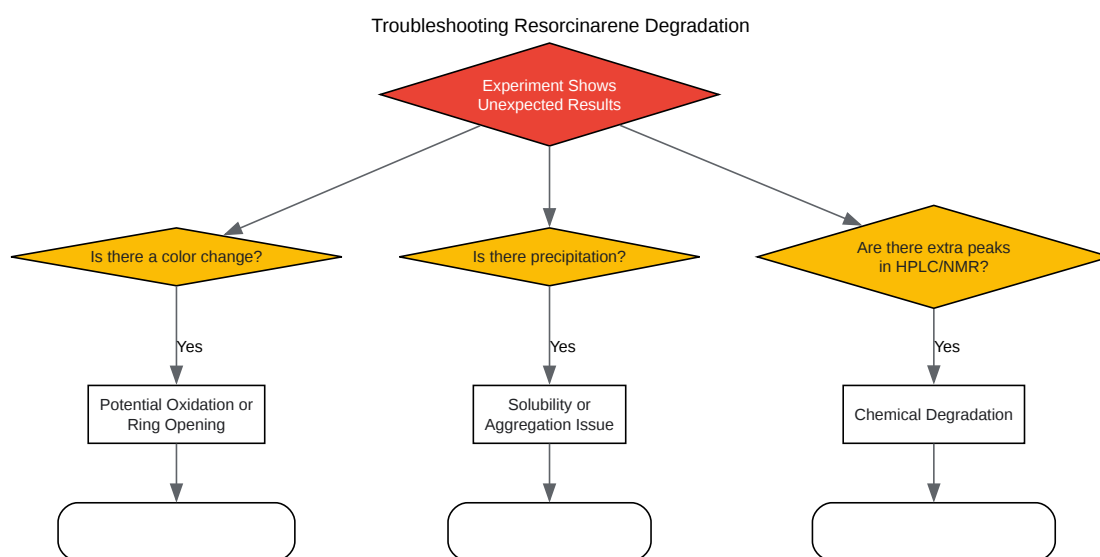 Troubleshooting Resorcinarene Degradation
Experiment Shows
Unexpected Results
Is there a color change?
Is there precipitation?
Are there extra peaks
in HPLC/NMR?
Yes
Yes
Yes
Potential Oxidation or
Ring Opening
Solubility or
Aggregation Issue
Chemical Degradation